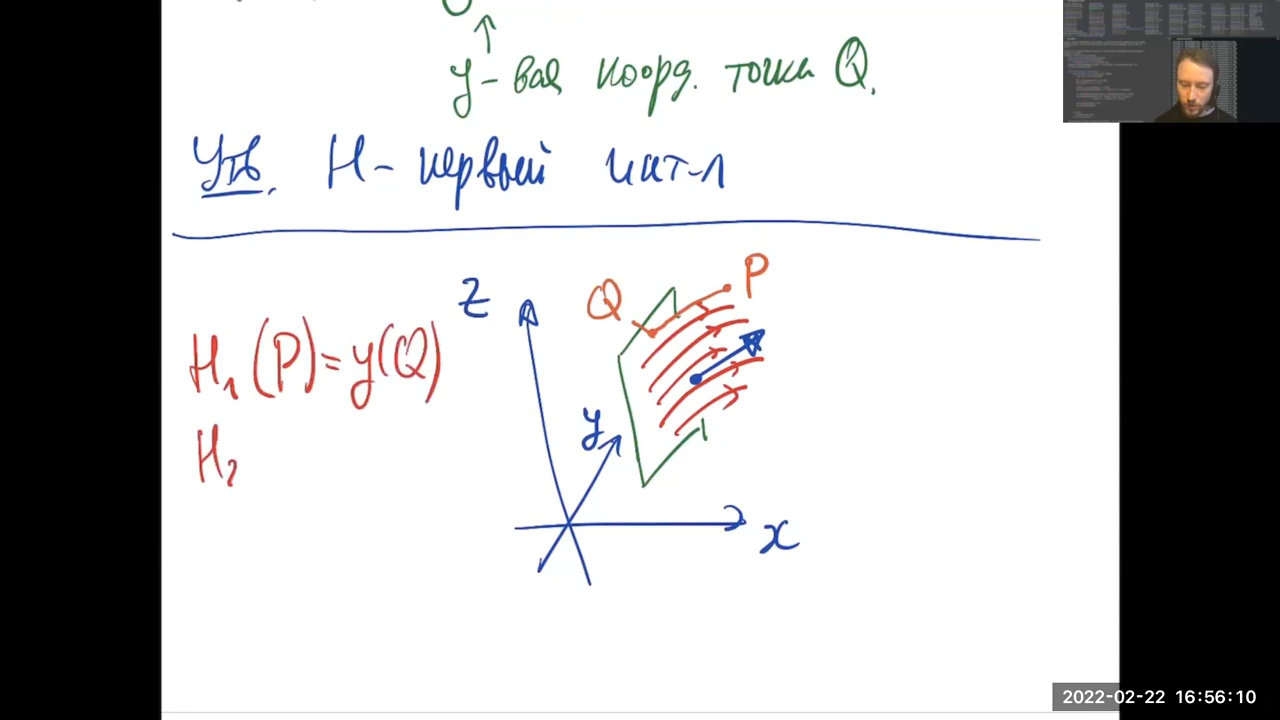 y-вая коорд. точки Q.
Утв. H - первый инт-л
z
Q
P
H₁(P) = y(Q)
y
H₂
x
2022-02-22 16:56:10